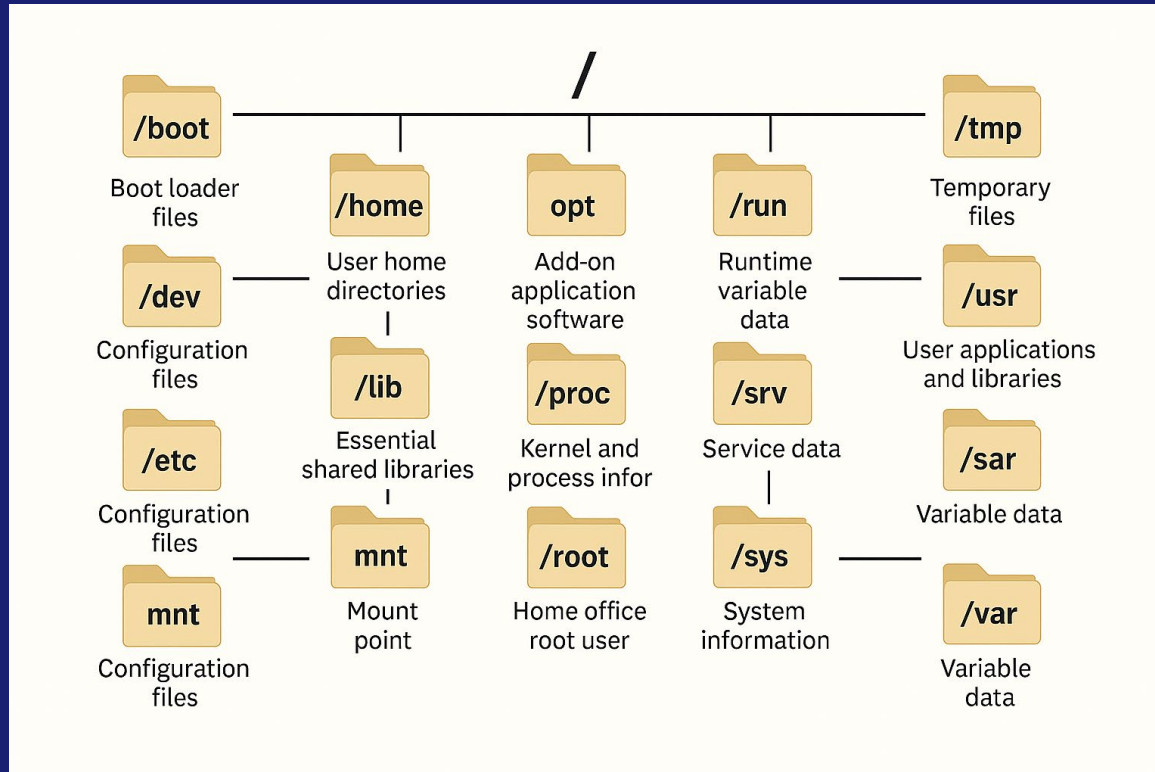 /
/boot
Boot loader
files
/home
User home
directories
opt
Add-on
application
software
/run
Runtime
variable
data
/tmp
Temporary
files
/dev
Configuration
files
/lib
Essential
shared libraries
/proc
Kernel and
process infor
/srv
Service data
/usr
User applications
and libraries
/etc
Configuration
files
mnt
Mount
point
/root
Home office
root user
/sys
System
information
/sar
Variable data
mnt
Configuration
files
/var
Variable
data